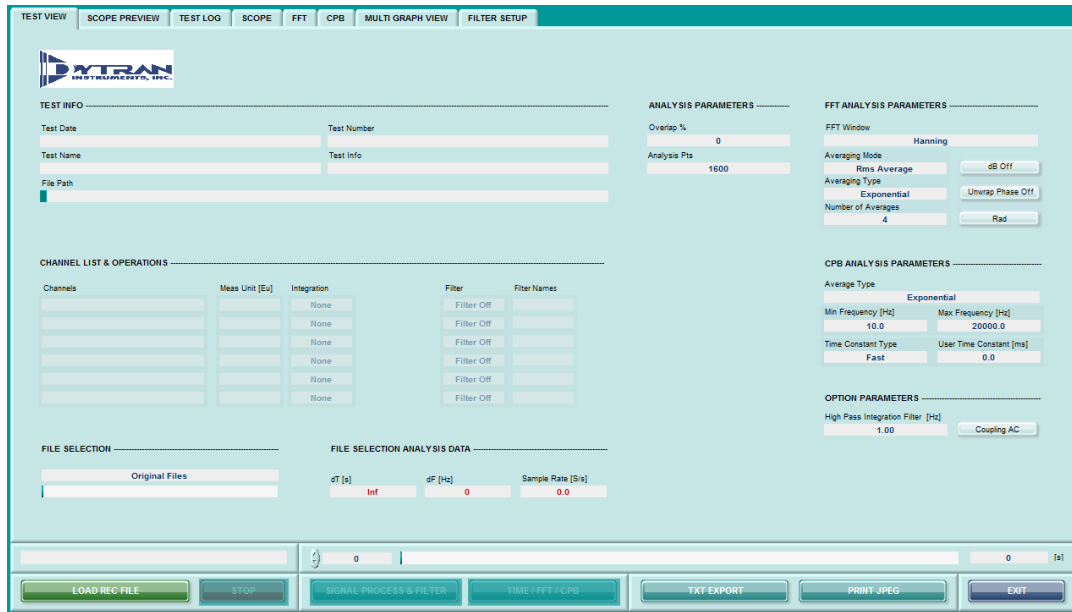 TEST VIEW SCOPE PREVIEW TEST LOG SCOPE FFT CPB MULTI GRAPH VIEW FILTER SETUP
DYTRAN
INSTRUMENTS, INC.
TEST INFO ANALYSIS PARAMETERS FFT ANALYSIS PARAMETERS
Test Date Test Number Overlap % FFT Window
0 Hanning
Test Name Test Info Analysis Pts Averaging Mode
1600 Rms Average dB Off
File Path Averaging Type
Exponential Unwrap Phase Off
Number of Averages
4 Rad
CHANNEL LIST & OPERATIONS CPB ANALYSIS PARAMETERS
Channels Meas Unit [Eu] Integration Filter Filter Names Average Type
None Filter Off Exponential
None Filter Off Min Frequency [Hz] Max Frequency [Hz]
None Filter Off 10.0 20000.0
None Filter Off Time Constant Type User Time Constant [ms]
None Filter Off Fast 0.0
None Filter Off
OPTION PARAMETERS
High Pass Integration Filter [Hz]
1.00 Coupling AC
FILE SELECTION FILE SELECTION ANALYSIS DATA
Original Files dT [s] dF [Hz] Sample Rate [S/s]
Inf 0 0.0
0 0 [s]
LOAD REC FILE STOP SIGNAL PROCESS & FILTER TIME / FFT / CPB TXT EXPORT PRINT JPEG EXIT